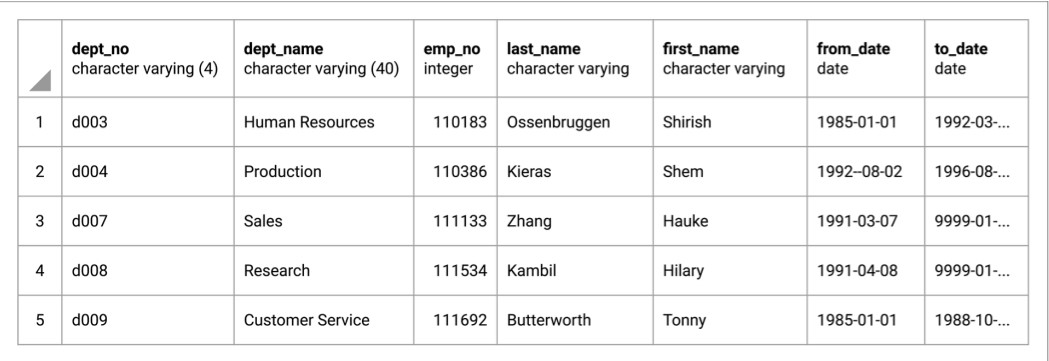 dept_no dept_name emp_no last_name first_name from_date to_date
character varying (4) character varying (40) integer character varying character varying date date
1 d003 Human Resources 110183 Ossenbruggen Shirish 1985-01-01 1992-03-...
2 d004 Production 110386 Kieras Shem 1992--08-02 1996-08-...
3 d007 Sales 111133 Zhang Hauke 1991-03-07 9999-01-...
4 d008 Research 111534 Kambil Hilary 1991-04-08 9999-01-...
5 d009 Customer Service 111692 Butterworth Tonny 1985-01-01 1988-10-...